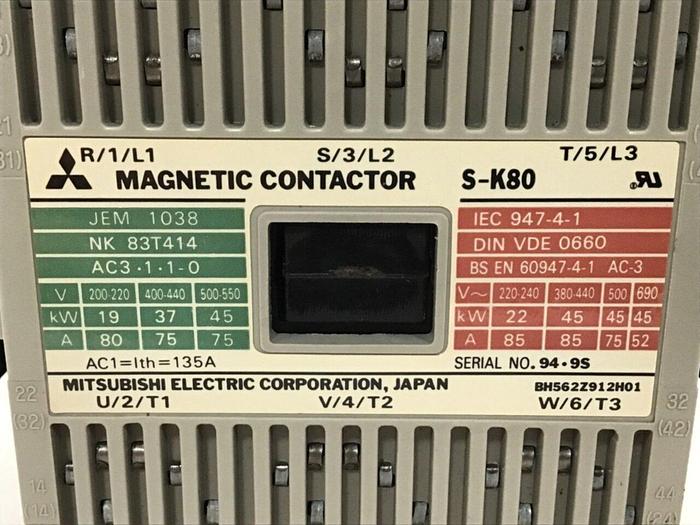 R/1/L1 S/3/L2 T/5/L3
MAGNETIC CONTACTOR S-K80
JEM 1038
NK 83T414
AC3·1·1-0
V 200-220 400-440 500-550
kW 19 37 45
A 80 75 75
AC1=Ith=135A
IEC 947-4-1
DIN VDE 0660
BS EN 60947-4-1 AC-3
V~ 220-240 380-440 500 690
kW 22 45 45 45
A 85 85 75 52
SERIAL NO. 94·9S
MITSUBISHI ELECTRIC CORPORATION, JAPAN BH562Z912H01
U/2/T1 V/4/T2 W/6/T3
22
(32)
32
(42)
14
(14)
44